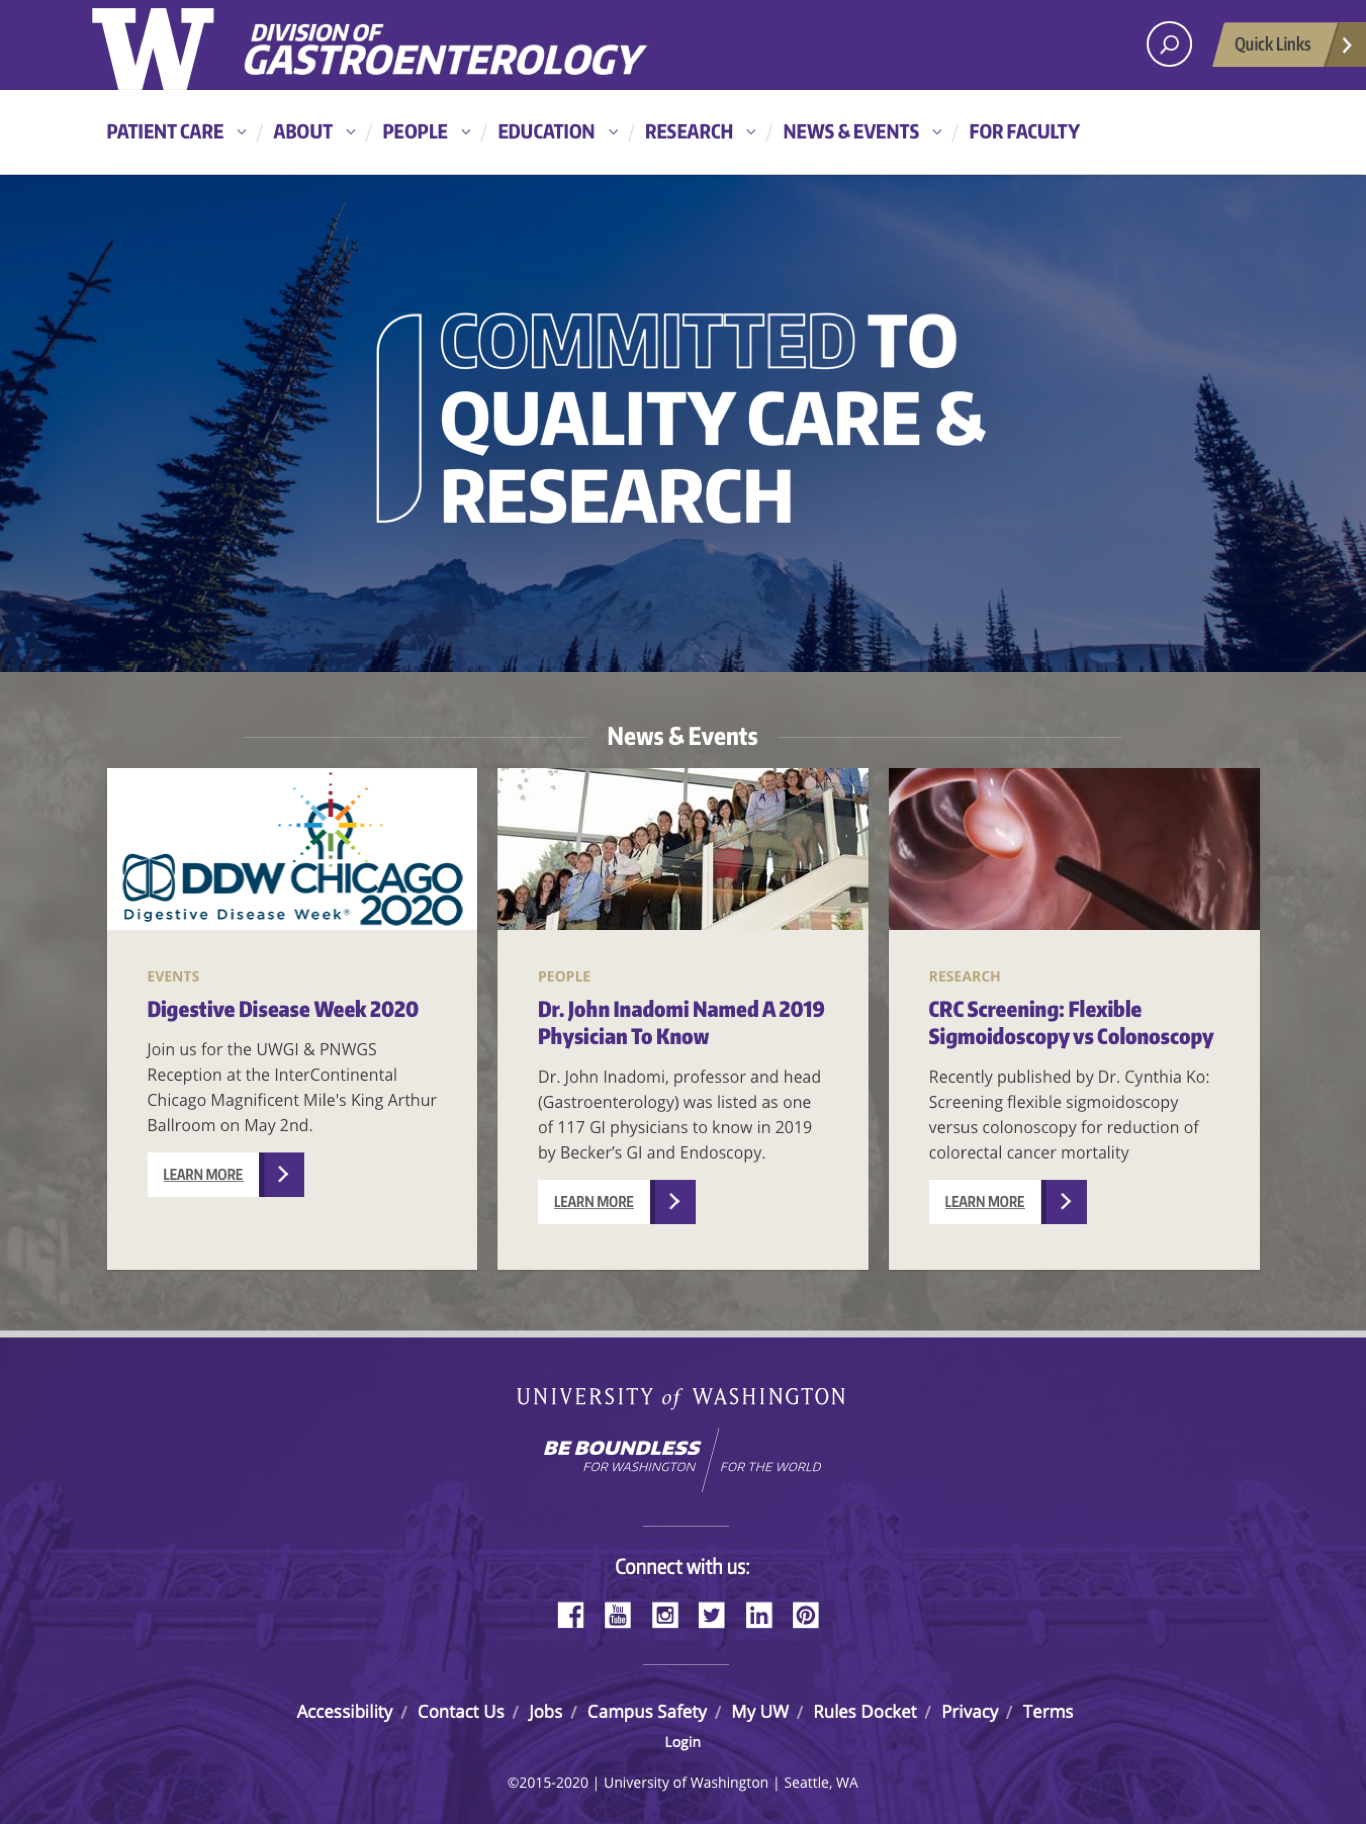 W
DIVISION OF
GASTROENTEROLOGY
Quick Links
PATIENT CARE / ABOUT / PEOPLE / EDUCATION / RESEARCH / NEWS & EVENTS / FOR FACULTY
COMMITTED TO
QUALITY CARE &
RESEARCH
News & Events
DDW CHICAGO
Digestive Disease Week® 2020
EVENTS
Digestive Disease Week 2020
Join us for the UWGI & PNWGS
Reception at the InterContinental
Chicago Magnificent Mile's King Arthur
Ballroom on May 2nd.
LEARN MORE
PEOPLE
Dr. John Inadomi Named A 2019
Physician To Know
Dr. John Inadomi, professor and head
(Gastroenterology) was listed as one
of 117 GI physicians to know in 2019
by Becker’s GI and Endoscopy.
LEARN MORE
RESEARCH
CRC Screening: Flexible
Sigmoidoscopy vs Colonoscopy
Recently published by Dr. Cynthia Ko:
Screening flexible sigmoidoscopy
versus colonoscopy for reduction of
colorectal cancer mortality
LEARN MORE
UNIVERSITY of WASHINGTON
BE BOUNDLESS
FOR WASHINGTON / FOR THE WORLD
Connect with us:
You Tube in
Accessibility / Contact Us / Jobs / Campus Safety / My UW / Rules Docket / Privacy / Terms
Login
©2015-2020 | University of Washington | Seattle, WA